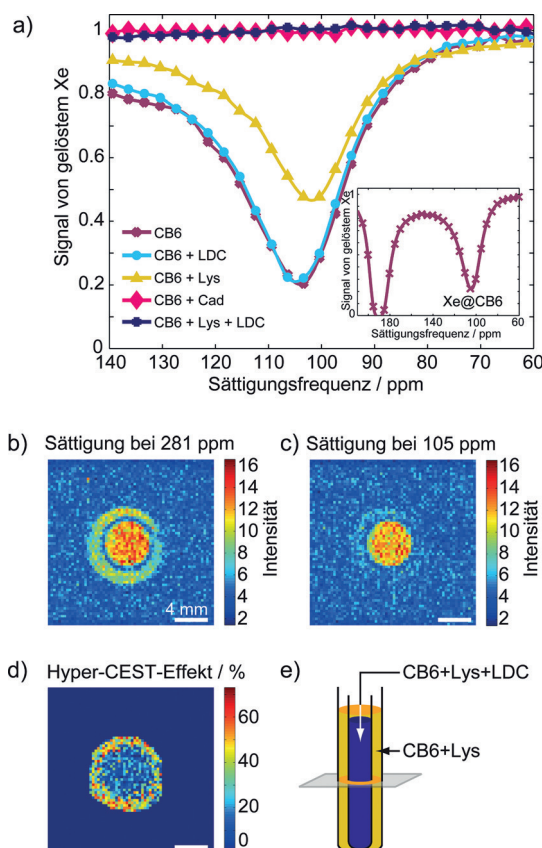 a)
Signal von gelöstem Xe
1
0.8
0.6
0.4
0.2
0
CB6
CB6 + LDC
CB6 + Lys
CB6 + Cad
CB6 + Lys + LDC
140
130
120
110
100
90
80
70
60
Sättigungsfrequenz / ppm
Signal von gelöstem Xe
1
0
Xe@CB6
180
140
100
60
Sättigungsfrequenz / ppm
b) Sättigung bei 281 ppm
4 mm
16
14
12
10
8
6
4
2
Intensität
c) Sättigung bei 105 ppm
16
14
12
10
8
6
4
2
Intensität
d) Hyper-CEST-Effekt / %
60
40
20
0
e)
CB6+Lys+LDC
CB6+Lys